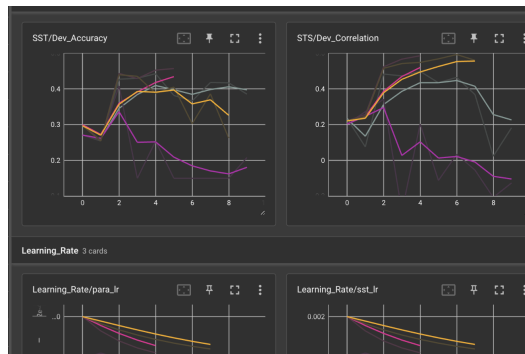 SST/Dev_Accuracy
0.4
0.3
0.2
0 2 4 6 8
STS/Dev_Correlation
0.4
0.2
0
0 2 4 6 8
Learning_Rate 3 cards
Learning_Rate/para_lr
Learning_Rate/sst_lr
0.002